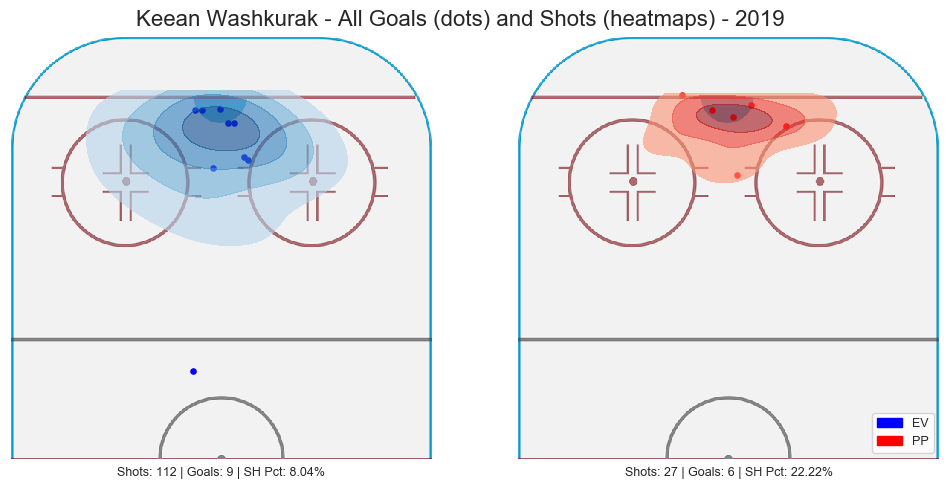 Keean Washkurak - All Goals (dots) and Shots (heatmaps) - 2019
EV
PP
Shots: 112 | Goals: 9 | SH Pct: 8.04%
Shots: 27 | Goals: 6 | SH Pct: 22.22%